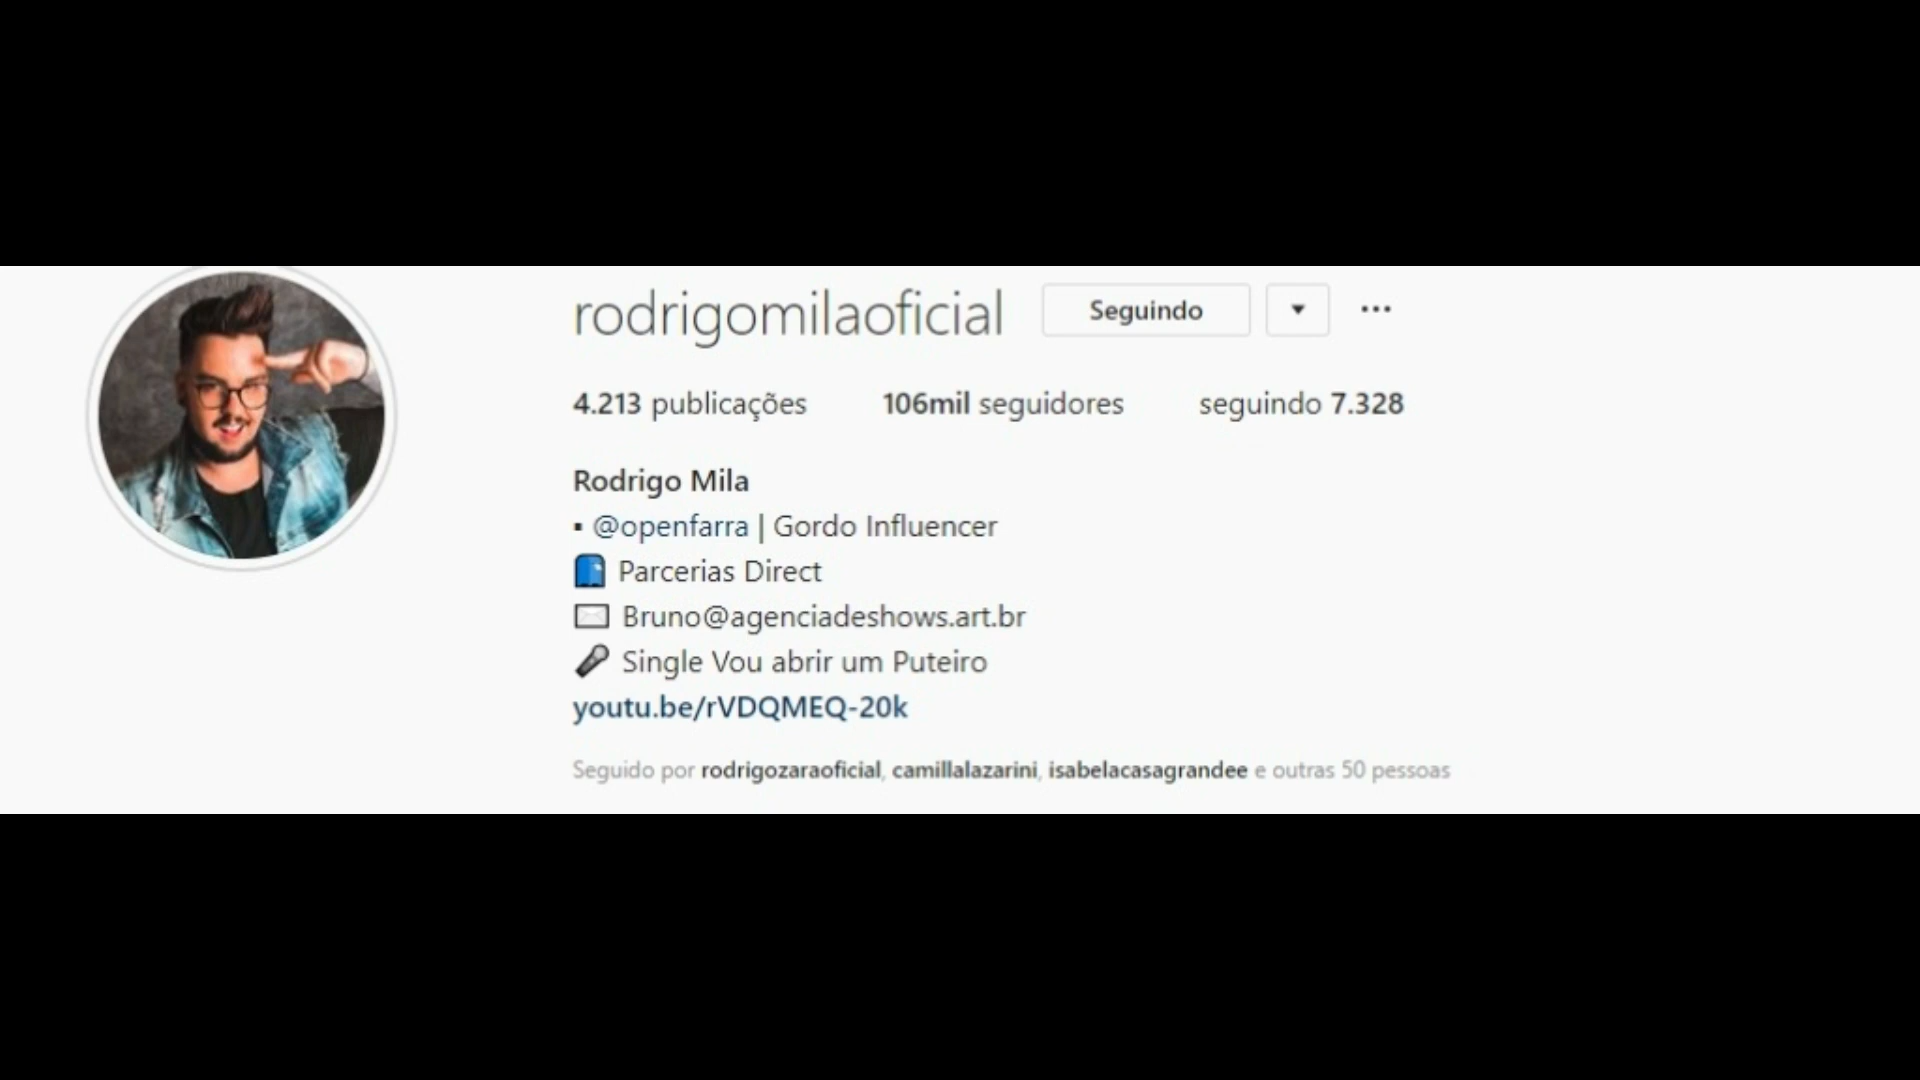 rodrigomilaoficial Seguindo ▼ ...
4.213 publicações 106mil seguidores seguindo 7.328
Rodrigo Mila
▪ @openfarra | Gordo Influencer
📘 Parcerias Direct
✉ Bruno@agenciadeshows.art.br
🎤 Single Vou abrir um Puteiro
youtu.be/rVDQMEQ-20k
Seguido por rodrigozaraoficial, camillalazarini, isabelacasagrandee e outras 50 pessoas